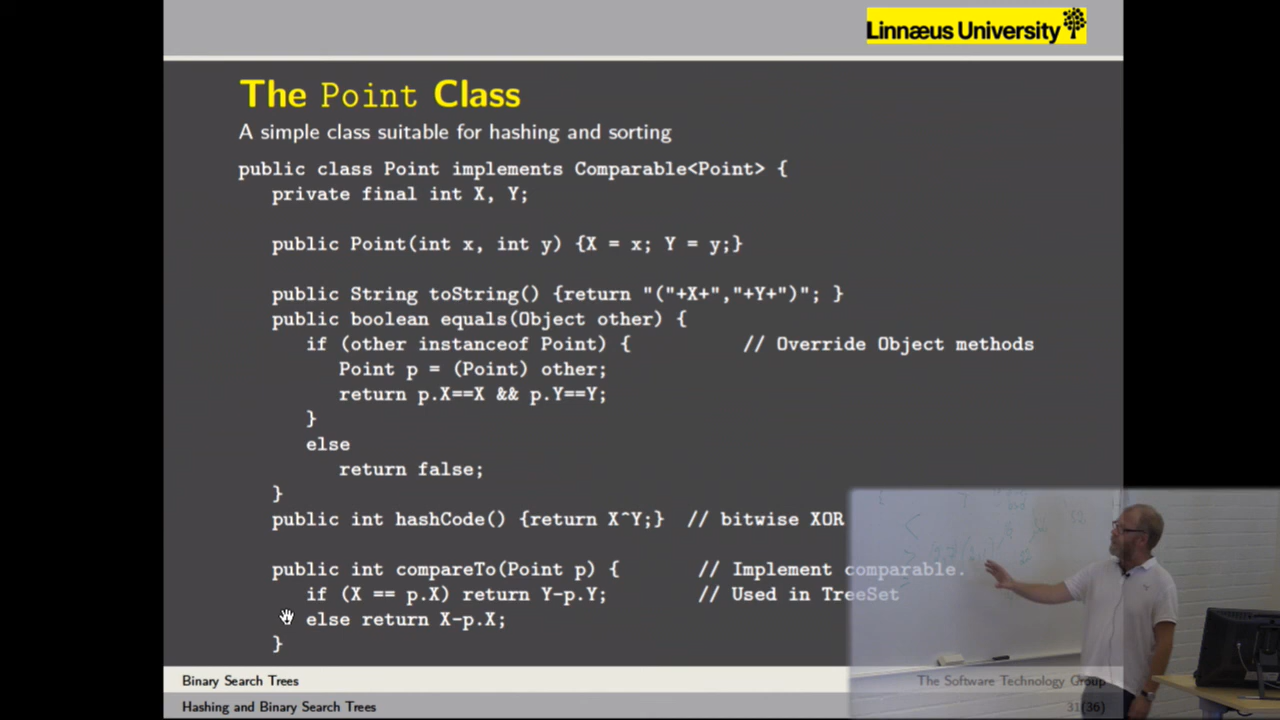 Linnæus University
The Point Class
A simple class suitable for hashing and sorting
public class Point implements Comparable<Point> {
private final int X, Y;
public Point(int x, int y) {X = x; Y = y;}
public String toString() {return "("+X+","+Y+")"; }
public boolean equals(Object other) {
if (other instanceof Point) { // Override Object methods
Point p = (Point) other;
return p.X==X && p.Y==Y;
}
else
return false;
}
public int hashCode() {return X^Y;} // bitwise XOR
public int compareTo(Point p) { // Implement comparable.
if (X == p.X) return Y-p.Y; // Used in TreeSet
else return X-p.X;
}
Binary Search Trees The Software Technology Group
Hashing and Binary Search Trees 31(36)